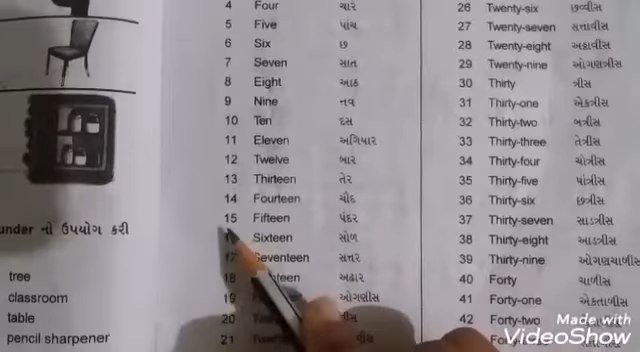 under નો ઉપયોગ કરી
tree
classroom
table
pencil sharpener
4 Four ચાર
5 Five પાંચ
6 Six છ
7 Seven સાત
8 Eight આઠ
9 Nine નવ
10 Ten દસ
11 Eleven અગિયાર
12 Twelve બાર
13 Thirteen તેર
14 Fourteen ચૌદ
15 Fifteen પંદર
Sixteen સોળ
17 Seventeen સત્તર
18 અઢાર
19 ઓગણીસ
20
21
26 Twenty-six છવ્વીસ
27 Twenty-seven સત્તાવીસ
28 Twenty-eight અઠ્ઠાવીસ
29 Twenty-nine ઓગણત્રીસ
30 Thirty ત્રીસ
31 Thirty-one એકત્રીસ
32 Thirty-two બત્રીસ
33 Thirty-three તેત્રીસ
34 Thirty-four ચોત્રીસ
35 Thirty-five પાંત્રીસ
36 Thirty-six છત્રીસ
37 Thirty-seven સાડત્રીસ
38 Thirty-eight આડત્રીસ
39 Thirty-nine ઓગણચાળીસ
40 Forty ચાળીસ
41 Forty-one એકતાળીસ
42 Forty-two
Made with
VideoShow